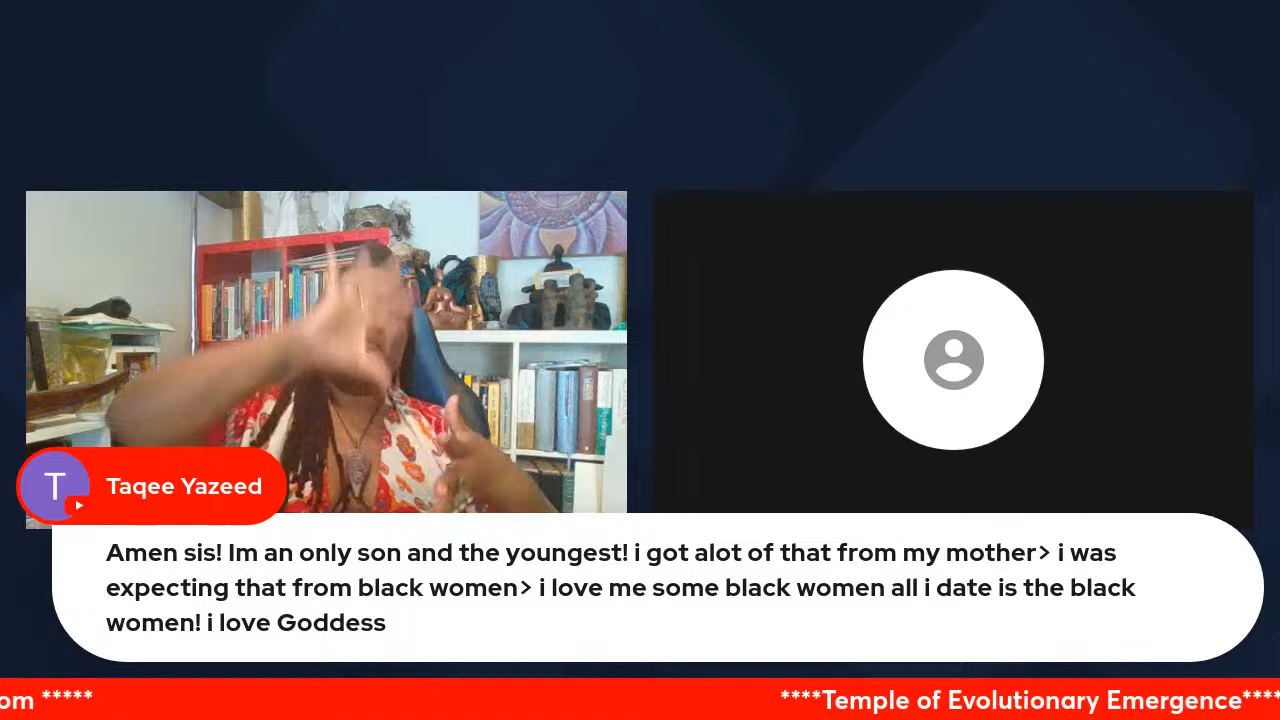 T
Taqee Yazeed
Amen sis! Im an only son and the youngest! i got alot of that from my mother> i was
expecting that from black women> i love me some black women all i date is the black
women! i love Goddess
om ***** ****Temple of Evolutionary Emergence****